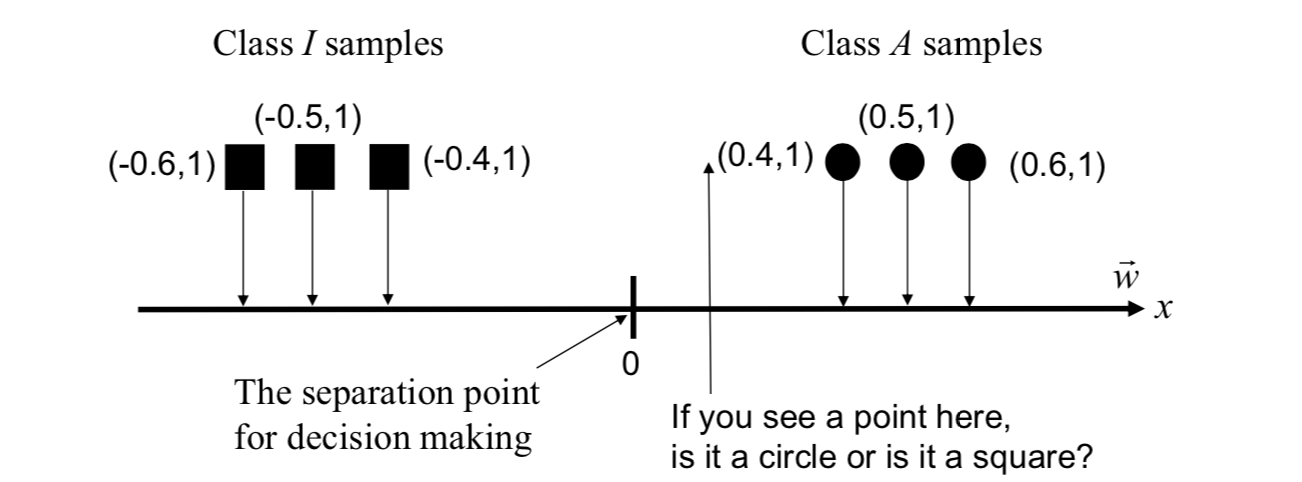 Class I samples
Class A samples
(-0.5,1)
(0.5,1)
(-0.6,1)
(-0.4,1)
(0.4,1)
(0.6,1)
w⃗
x
0
The separation point
for decision making
If you see a point here,
is it a circle or is it a square?